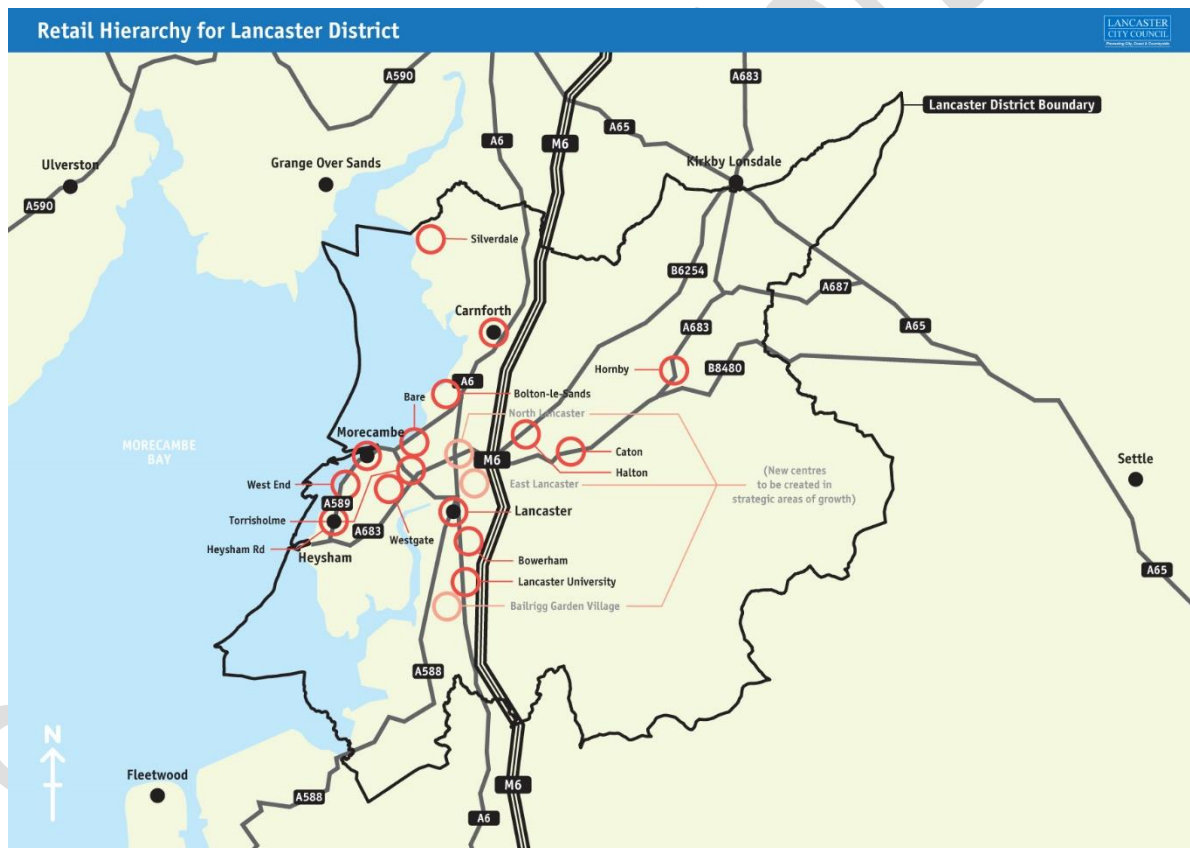 Retail Hierarchy for Lancaster District
LANCASTER
CITY COUNCIL
Promoting City, Coast & Countryside
A590
A683
Lancaster District Boundary
A6
M6
A65
Ulverston
Grange Over Sands
Kirkby Lonsdale
A590
Silverdale
B6254
A687
Carnforth
A683
A65
Hornby
B8480
A6
Bare
Bolton-le-Sands
North Lancaster
Morecambe
MORECAMBE
BAY
M6
Caton
Halton
(New centres
to be created in
strategic areas of growth)
Settle
West End
East Lancaster
A589
Torrisholme
A683
Lancaster
Heysham Rd
Westgate
Heysham
Bowerham
A65
Lancaster University
Bailrigg Garden Village
A588
N
Fleetwood
M6
A588
A6